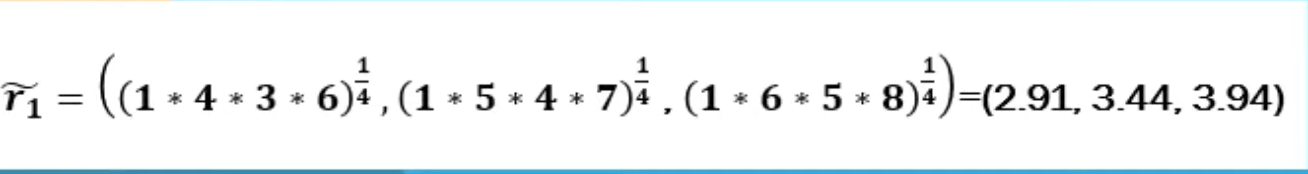 r̃₁ = ((1 * 4 * 3 * 6)^(1/4), (1 * 5 * 4 * 7)^(1/4), (1 * 6 * 5 * 8)^(1/4))=(2.91, 3.44, 3.94)